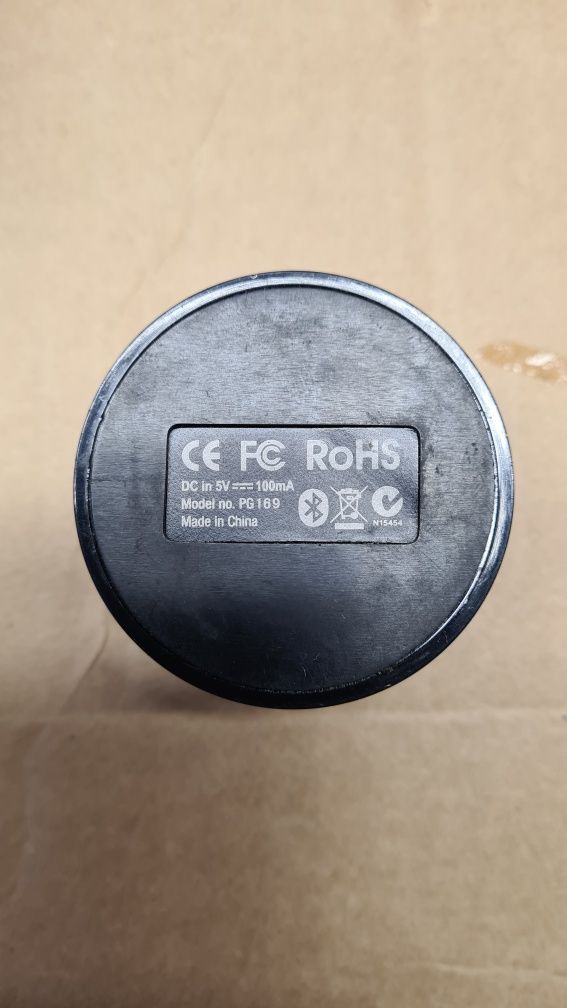 CE FC RoHS
DC in 5V ⎓ 100mA
Model no. PG169
Made in China
N15454